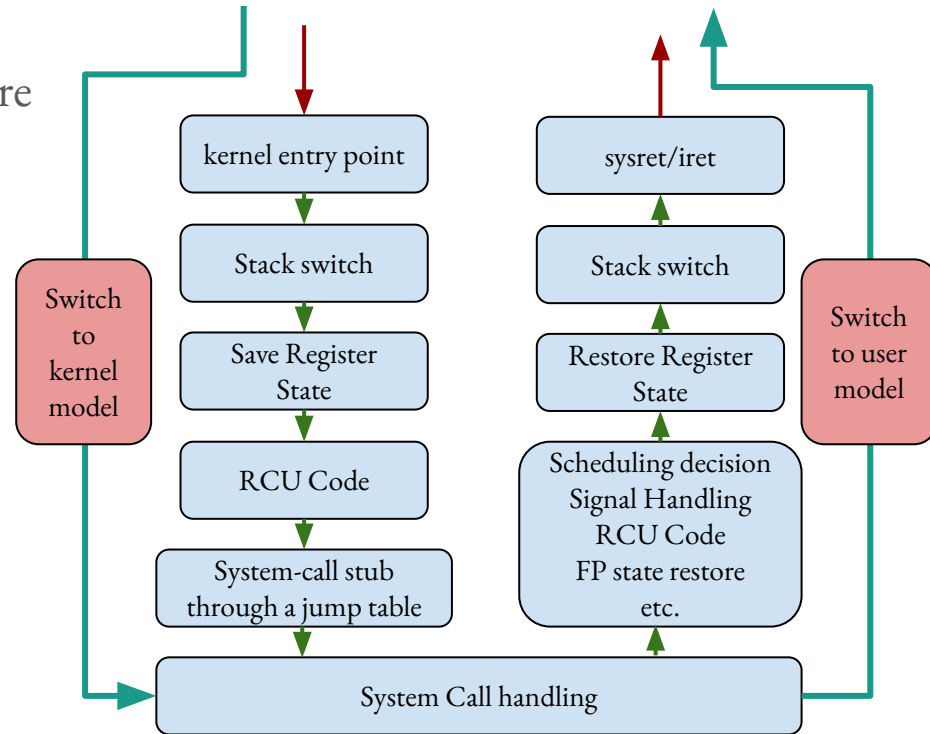 re
kernel entry point
Stack switch
Save Register
State
RCU Code
System-call stub
through a jump table
Switch
to
kernel
model
System Call handling
sysret/iret
Stack switch
Restore Register
State
Scheduling decision
Signal Handling
RCU Code
FP state restore
etc.
Switch
to user
model